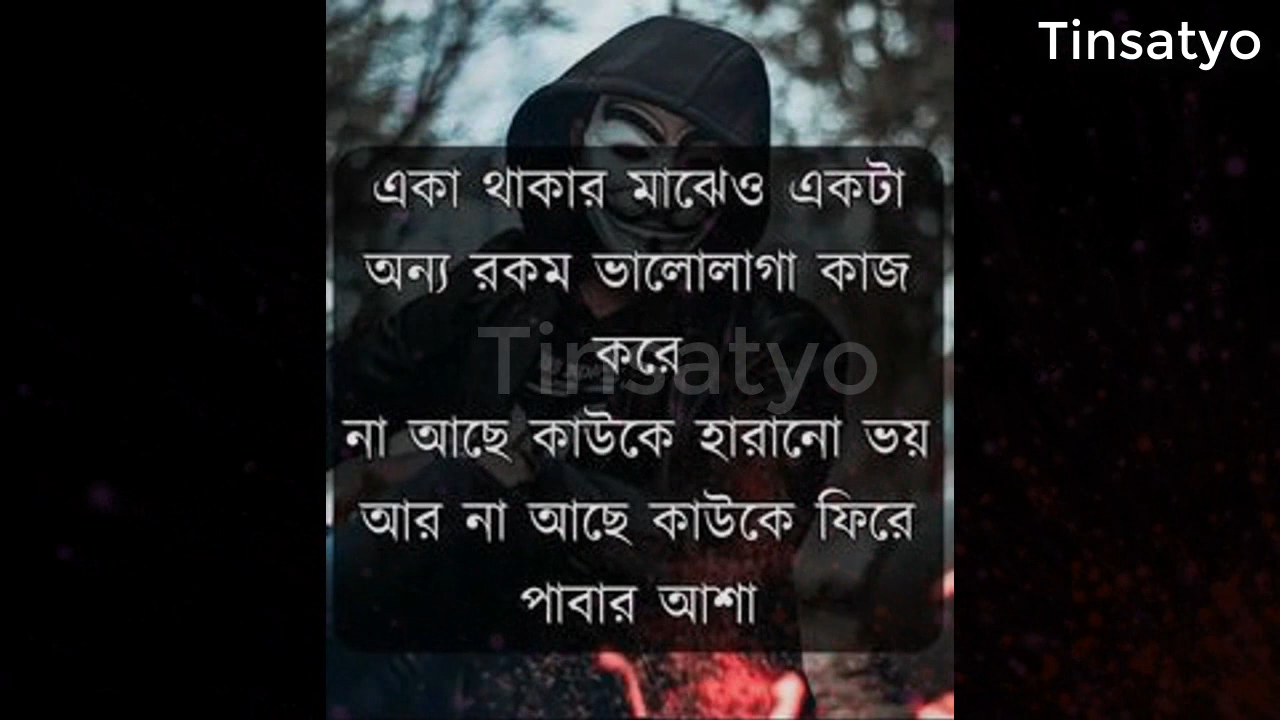 Tinsatyo
একা থাকার মাঝেও একটা
অন্য রকম ভালোলাগা কাজ
করে
Tinsatyo
না আছে কাউকে হারানো ভয়
আর না আছে কাউকে ফিরে
পাবার আশা